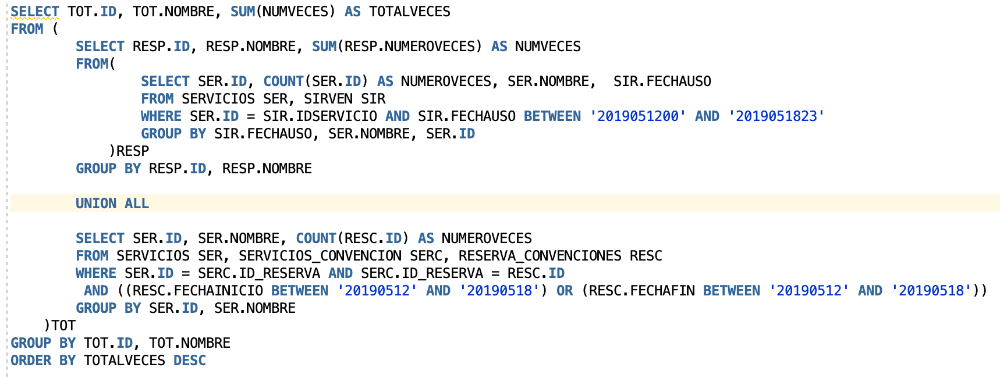 SELECT TOT.ID, TOT.NOMBRE, SUM(NUMVECES) AS TOTALVECES
FROM (
SELECT RESP.ID, RESP.NOMBRE, SUM(RESP.NUMEROVECES) AS NUMVECES
FROM(
SELECT SER.ID, COUNT(SER.ID) AS NUMEROVECES, SER.NOMBRE,  SIR.FECHAUSO
FROM SERVICIOS SER, SIRVEN SIR
WHERE SER.ID = SIR.IDSERVICIO AND SIR.FECHAUSO BETWEEN '2019051200' AND '2019051823'
GROUP BY SIR.FECHAUSO, SER.NOMBRE, SER.ID
)RESP
GROUP BY RESP.ID, RESP.NOMBRE
UNION ALL
SELECT SER.ID, SER.NOMBRE, COUNT(RESC.ID) AS NUMEROVECES
FROM SERVICIOS SER, SERVICIOS_CONVENCION SERC, RESERVA_CONVENCIONES RESC
WHERE SER.ID = SERC.ID_RESERVA AND SERC.ID_RESERVA = RESC.ID
AND ((RESC.FECHAINICIO BETWEEN '20190512' AND '20190518') OR (RESC.FECHAFIN BETWEEN '20190512' AND '20190518'))
GROUP BY SER.ID, SER.NOMBRE
)TOT
GROUP BY TOT.ID, TOT.NOMBRE
ORDER BY TOTALVECES DESC